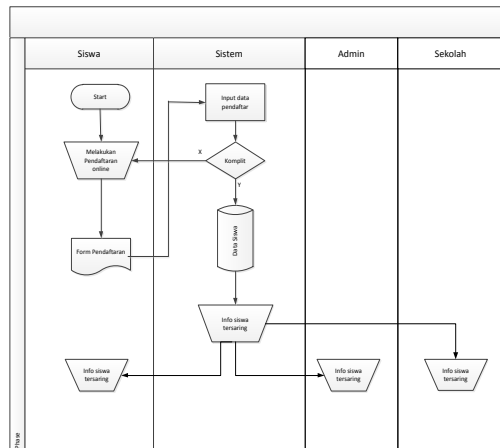 Siswa
Sistem
Admin
Sekolah
Start
Input data
pendaftar
Melakukan
Pendaftaran
online
X
Komplit
Y
Form Pendaftaran
Data Siswa
Info siswa
tersaring
Info siswa
tersaring
Info siswa
tersaring
Info siswa
tersaring
Phase